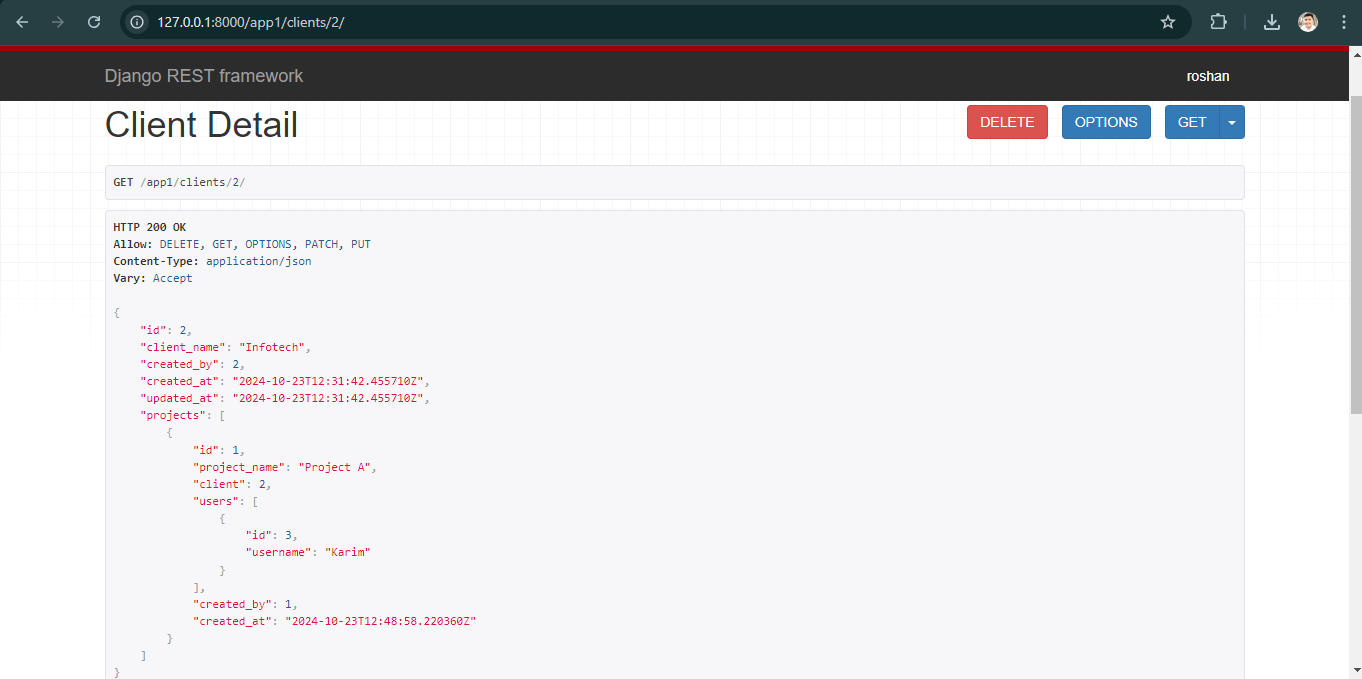 127.0.0.1:8000/app1/clients/2/
Django REST framework
roshan
Client Detail
DELETE
OPTIONS
GET
GET /app1/clients/2/
HTTP 200 OK
Allow: DELETE, GET, OPTIONS, PATCH, PUT
Content-Type: application/json
Vary: Accept
{
"id": 2,
"client_name": "Infotech",
"created_by": 2,
"created_at": "2024-10-23T12:31:42.455710Z",
"updated_at": "2024-10-23T12:31:42.455710Z",
"projects": [
{
"id": 1,
"project_name": "Project A",
"client": 2,
"users": [
{
"id": 3,
"username": "Karim"
}
],
"created_by": 1,
"created_at": "2024-10-23T12:48:58.220360Z"
}
]
}